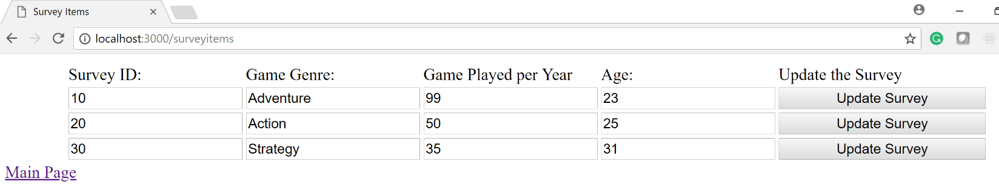 Survey Items
localhost:3000/surveyitems
Survey ID: Game Genre: Game Played per Year Age: Update the Survey
10 Adventure 99 23 Update Survey
20 Action 50 25 Update Survey
30 Strategy 35 31 Update Survey
Main Page